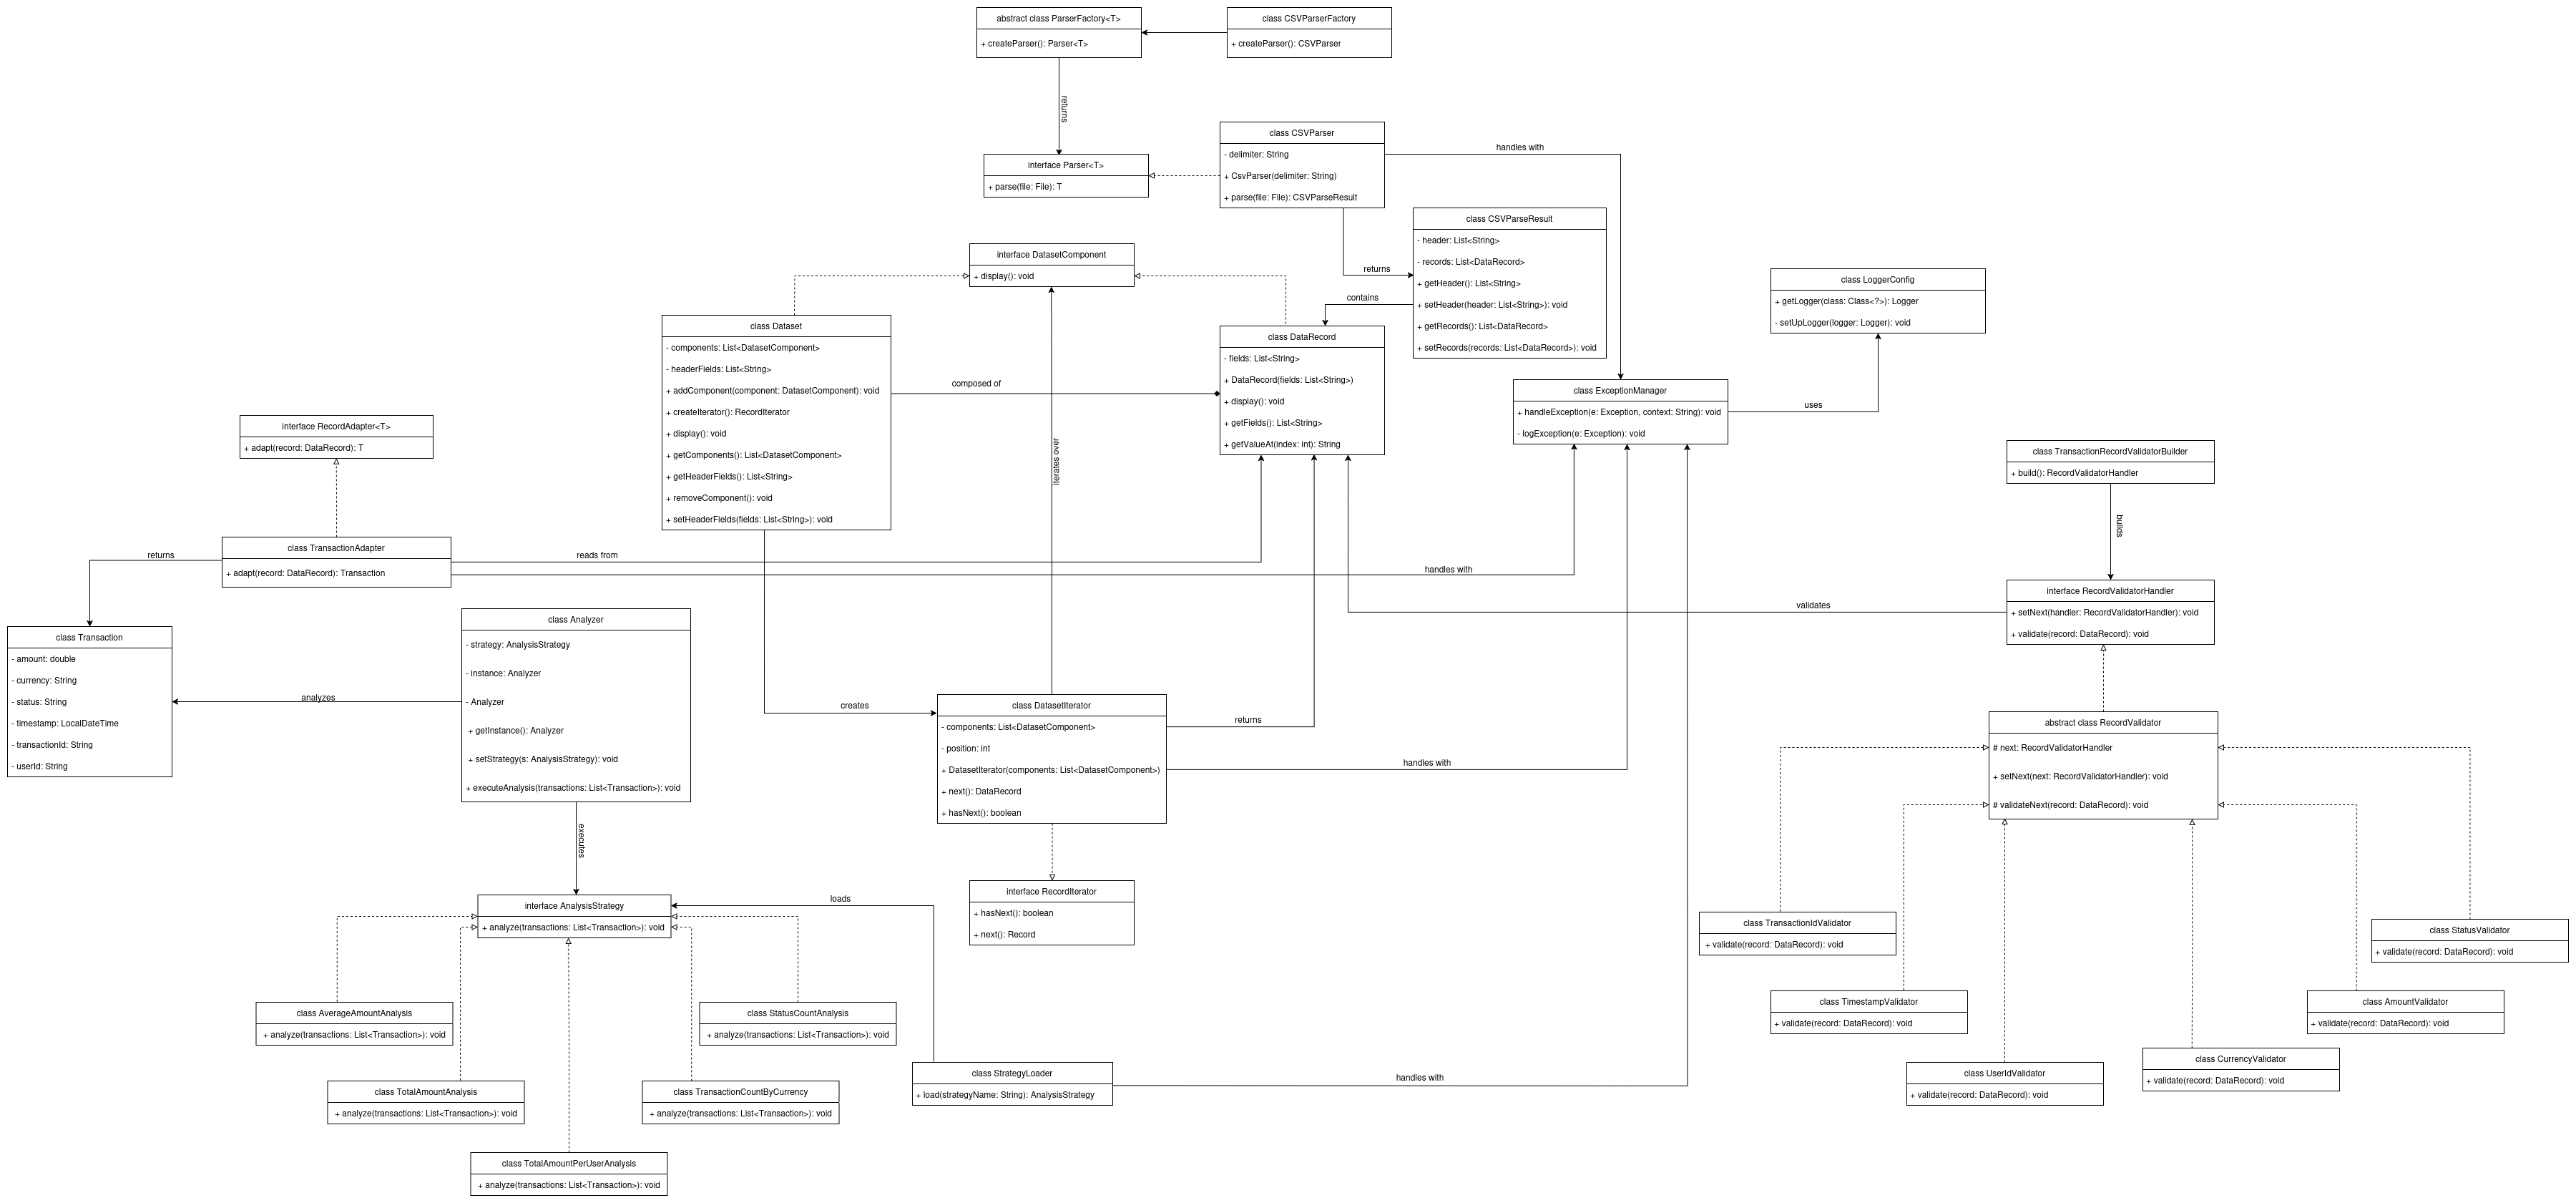 abstract class ParserFactory<T>
+ createParser(): Parser<T>
class CSVParserFactory
+ createParser(): CSVParser
returns
interface Parser<T>
+ parse(file: File): T
class CSVParser
- delimiter: String
+ CsvParser(delimiter: String)
+ parse(file: File): CSVParseResult
handles with
returns
class CSVParseResult
- header: List<String>
- records: List<DataRecord>
+ getHeader(): List<String>
+ setHeader(header: List<String>): void
+ getRecords(): List<DataRecord>
+ setRecords(records: List<DataRecord>): void
contains
interface DatasetComponent
+ display(): void
class LoggerConfig
+ getLogger(class: Class<?>): Logger
- setUpLogger(logger: Logger): void
class Dataset
- components: List<DatasetComponent>
- headerFields: List<String>
+ addComponent(component: DatasetComponent): void
+ createIterator(): RecordIterator
+ display(): void
+ getComponents(): List<DatasetComponent>
+ getHeaderFields(): List<String>
+ removeComponent(): void
+ setHeaderFields(fields: List<String>): void
composed of
class DataRecord
- fields: List<String>
+ DataRecord(fields: List<String>)
+ display(): void
+ getFields(): List<String>
+ getValueAt(index: int): String
class ExceptionManager
+ handleException(e: Exception, context: String): void
- logException(e: Exception): void
uses
interface RecordAdapter<T>
+ adapt(record: DataRecord): T
iterates over
class TransactionRecordValidatorBuilder
+ build(): RecordValidatorHandler
builds
class TransactionAdapter
+ adapt(record: DataRecord): Transaction
returns
reads from
handles with
interface RecordValidatorHandler
+ setNext(handler: RecordValidatorHandler): void
+ validate(record: DataRecord): void
validates
class Transaction
- amount: double
- currency: String
- status: String
- timestamp: LocalDateTime
- transactionId: String
- userId: String
analyzes
class Analyzer
- strategy: AnalysisStrategy
- instance: Analyzer
- Analyzer
+ getInstance(): Analyzer
+ setStrategy(s: AnalysisStrategy): void
+ executeAnalysis(transactions: List<Transaction>): void
creates
class DatasetIterator
- components: List<DatasetComponent>
- position: int
+ DatasetIterator(components: List<DatasetComponent>)
+ next(): DataRecord
+ hasNext(): boolean
returns
handles with
abstract class RecordValidator
# next: RecordValidatorHandler
+ setNext(next: RecordValidatorHandler): void
# validateNext(record: DataRecord): void
executes
interface AnalysisStrategy
+ analyze(transactions: List<Transaction>): void
loads
interface RecordIterator
+ hasNext(): boolean
+ next(): Record
class TransactionIdValidator
+ validate(record: DataRecord): void
class StatusValidator
+ validate(record: DataRecord): void
class AverageAmountAnalysis
+ analyze(transactions: List<Transaction>): void
class StatusCountAnalysis
+ analyze(transactions: List<Transaction>): void
class TimestampValidator
+ validate(record: DataRecord): void
class AmountValidator
+ validate(record: DataRecord): void
class TotalAmountAnalysis
+ analyze(transactions: List<Transaction>): void
class TransactionCountByCurrency
+ analyze(transactions: List<Transaction>): void
class StrategyLoader
+ load(strategyName: String): AnalysisStrategy
handles with
class UserIdValidator
+ validate(record: DataRecord): void
class CurrencyValidator
+ validate(record: DataRecord): void
class TotalAmountPerUserAnalysis
+ analyze(transactions: List<Transaction>): void